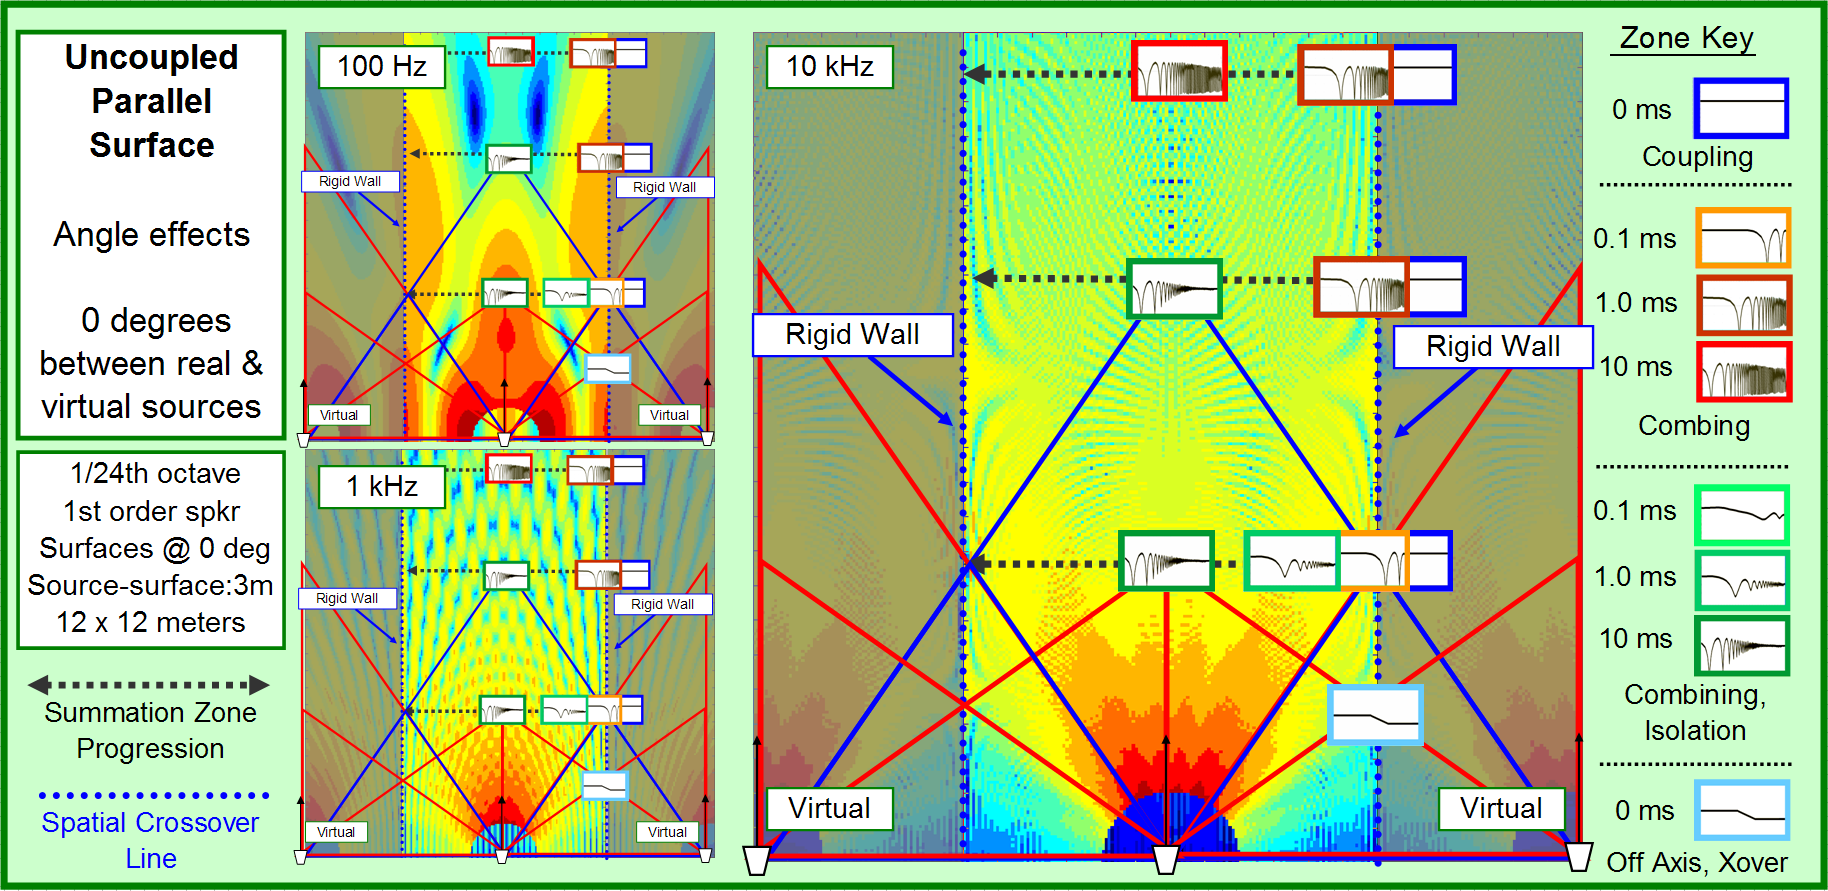 Uncoupled
Parallel
Surface
Angle effects
0 degrees
between real &
virtual sources
1/24th octave
1st order spkr
Surfaces @ 0 deg
Source-surface:3m
12 x 12 meters
Summation Zone
Progression
Spatial Crossover
Line
100 Hz
Rigid Wall
Rigid Wall
Virtual
Virtual
1 kHz
Rigid Wall
Rigid Wall
Virtual
Virtual
10 kHz
Rigid Wall
Rigid Wall
Virtual
Virtual
Zone Key
0 ms
Coupling
0.1 ms
1.0 ms
10 ms
Combing
0.1 ms
1.0 ms
10 ms
Combining,
Isolation
0 ms
Off Axis, Xover